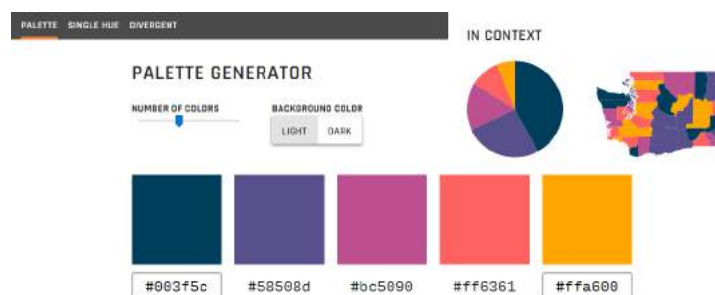 PALETTE SINGLE HUE DIVERGENT
IN CONTEXT
PALETTE GENERATOR
NUMBER OF COLORS
BACKGROUND COLOR
LIGHT DARK
#003f5c #58508d #bc5090 #ff6361 #ffa600